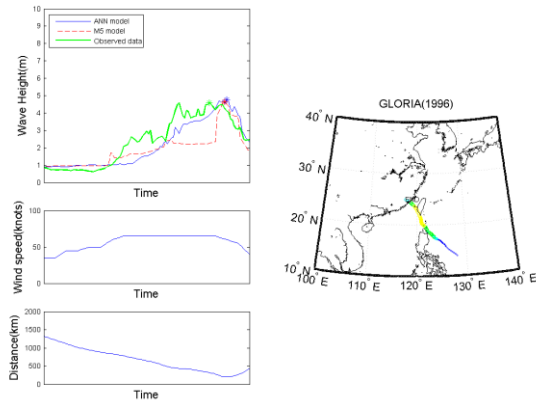 ANN model
M5 model
Observed data
10
9
8
7
6
5
4
3
2
1
0
Wave Height(m)
Time
100
50
0
Wind speed(knots)
Time
2000
1500
1000
500
0
Distance(km)
Time
GLORIA(1996)
40° N
30° N
20° N
10° N
100° E
110° E
120° E
130° E
140° E